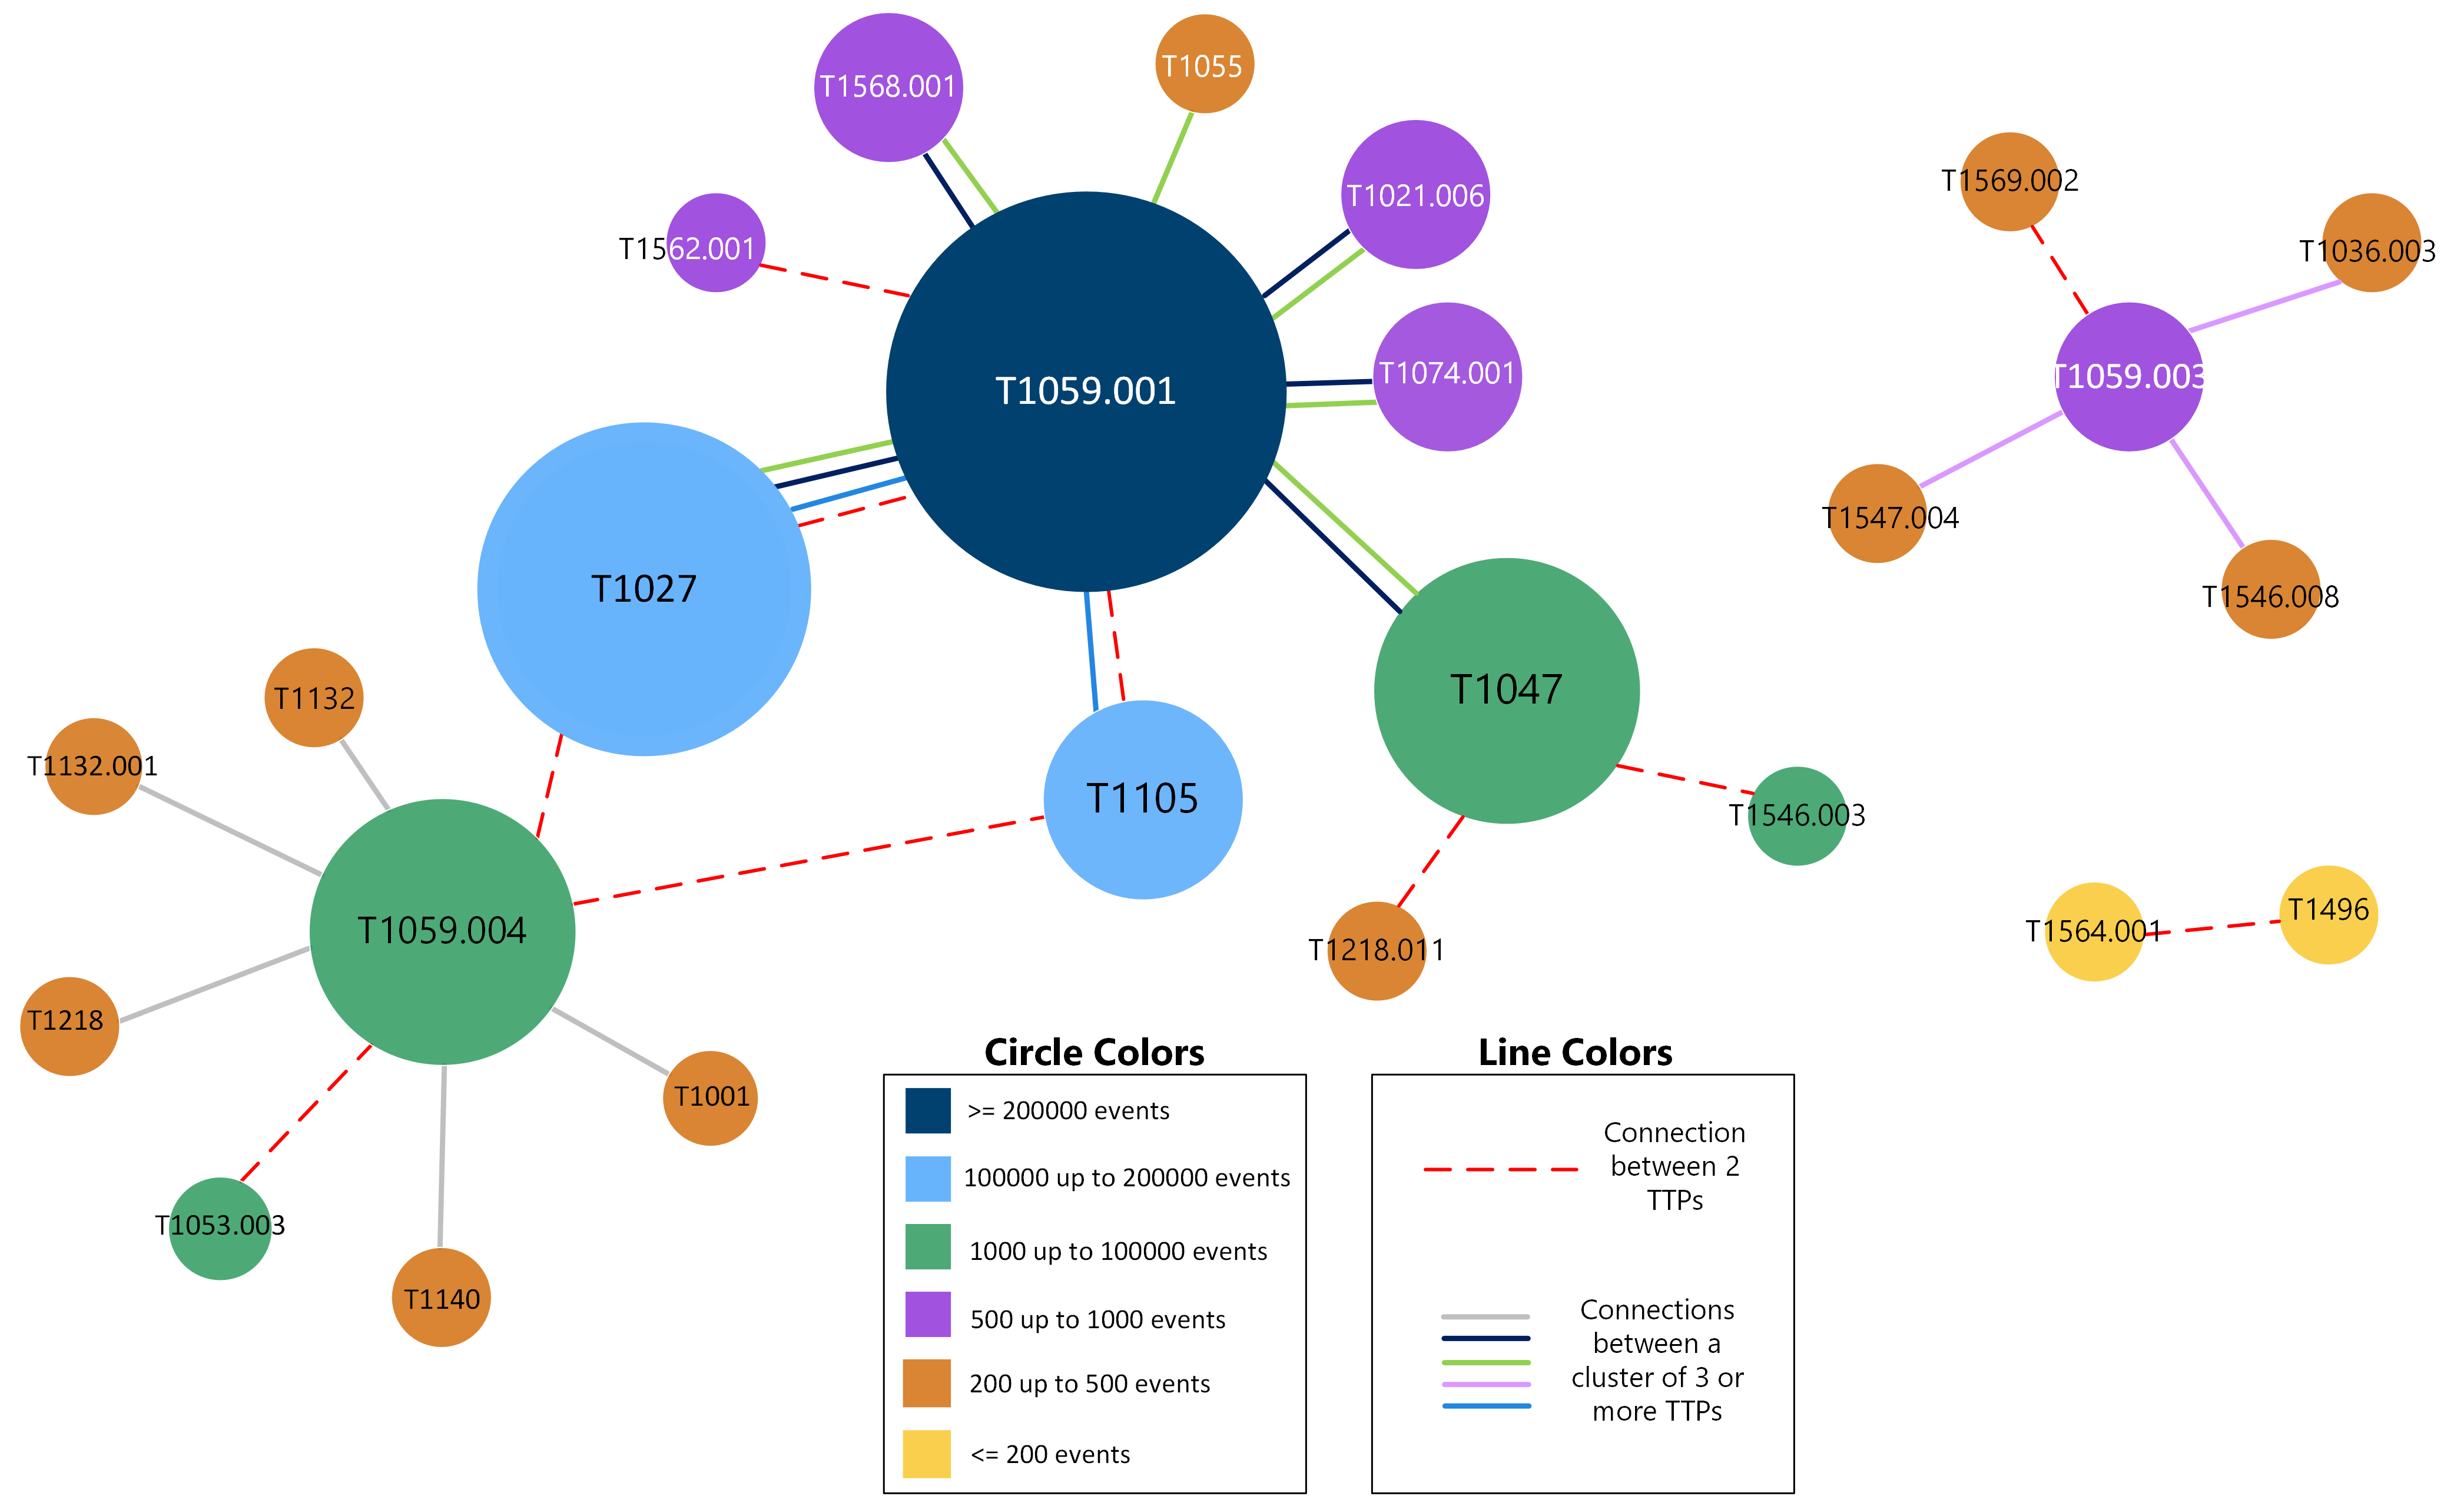 T1568.001
T1055
T1021.006
T1562.001
T1569.002
T1036.003
T1059.001
T1074.001
T1059.003
T1547.004
T1546.008
T1027
T1047
T1132
T1132.001
T1105
T1546.003
T1059.004
T1218.011
T1564.001
T1496
T1218
T1001
T1053.003
T1140
Circle Colors
>= 200000 events
100000 up to 200000 events
1000 up to 100000 events
500 up to 1000 events
200 up to 500 events
<= 200 events
Line Colors
Connection
between 2
TTPs
Connections
between a
cluster of 3 or
more TTPs